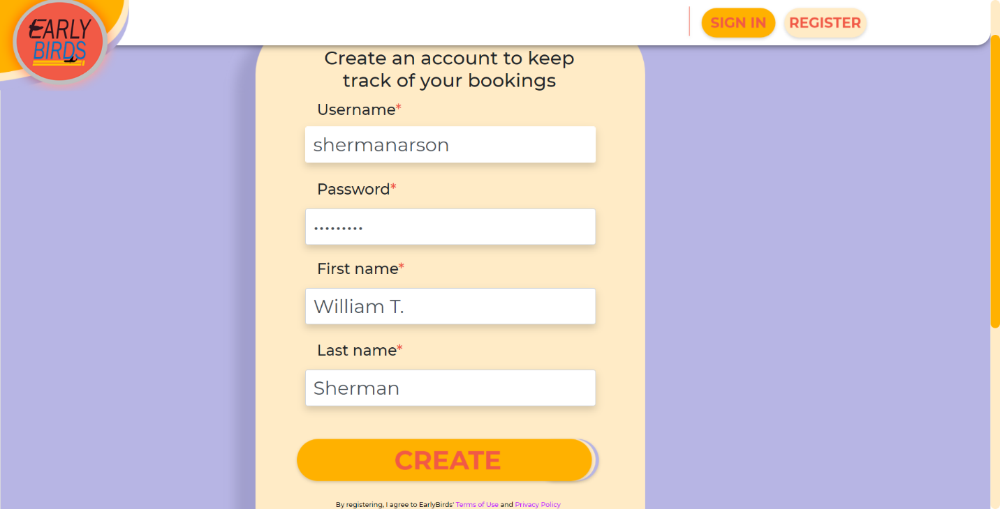 EARLY
BIRDS
SIGN IN
REGISTER
Create an account to keep
track of your bookings
Username*
shermanarson
Password*
•••••••••
First name*
William T.
Last name*
Sherman
CREATE
By registering, I agree to EarlyBirds' Terms of Use and Privacy Policy